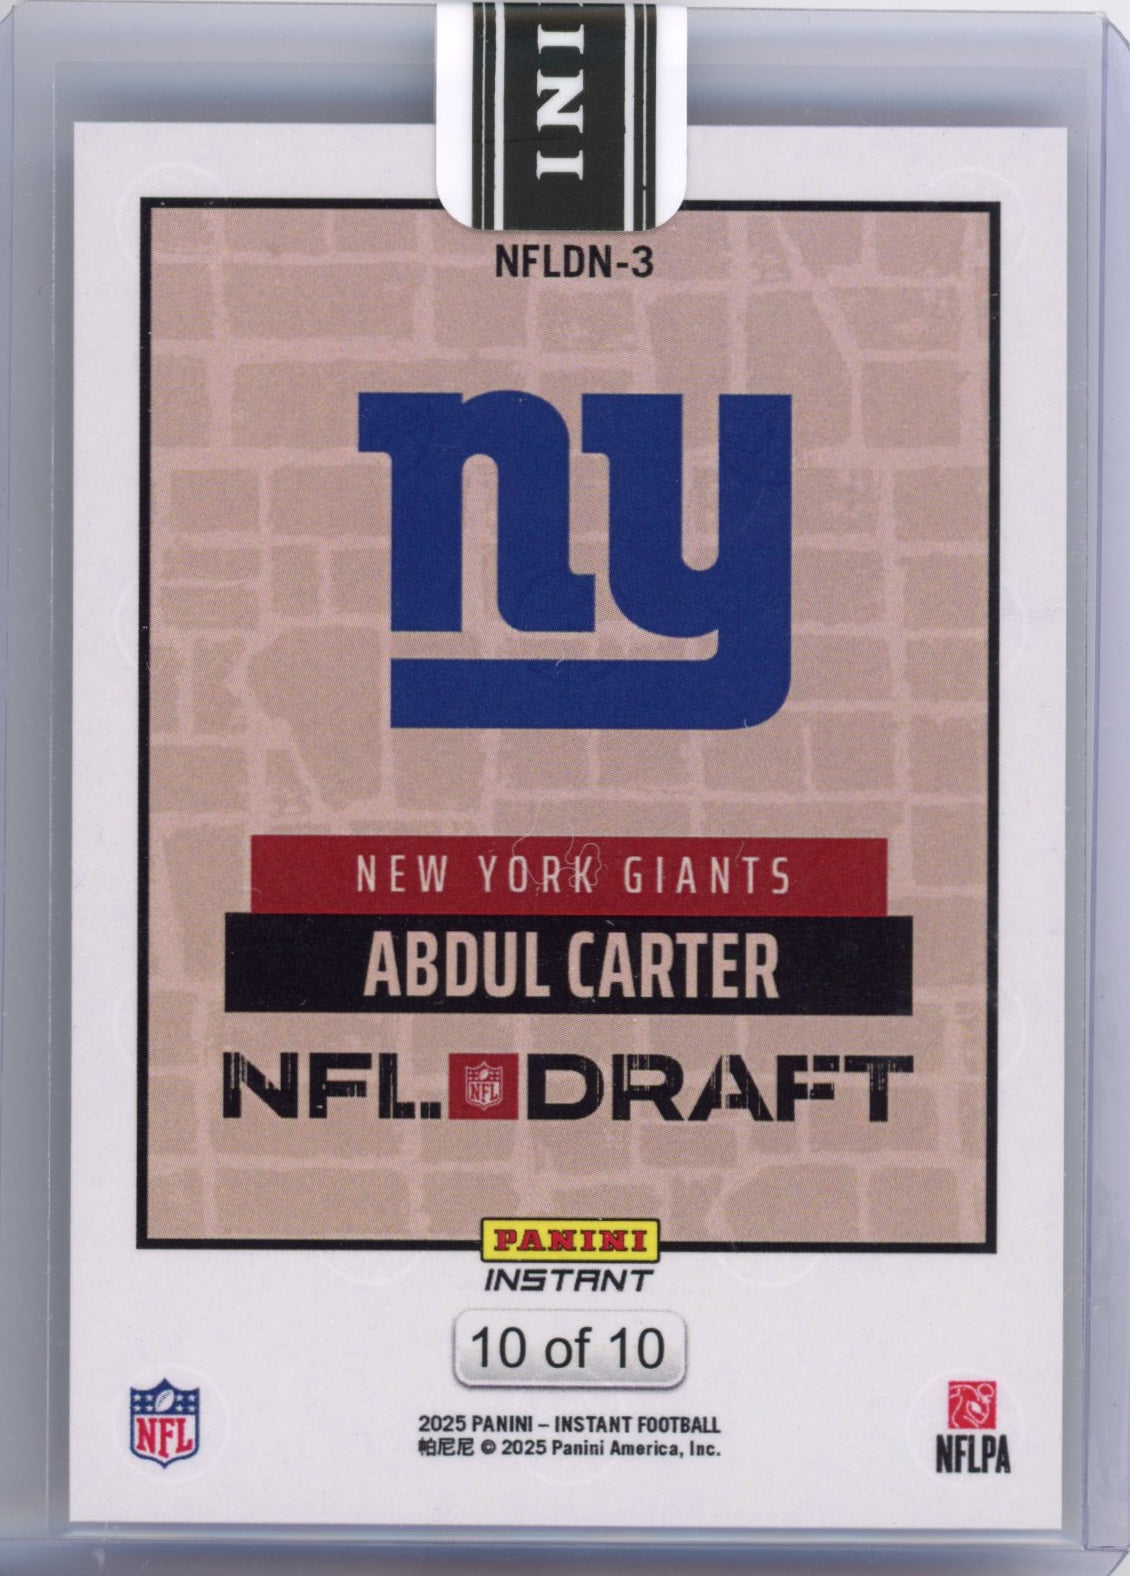 INI
NFLDN-3
ny
NEW YORK GIANTS
ABDUL CARTER
NFL NFL DRAFT
PANINI
INSTANT
10 of 10
NFL
2025 PANINI – INSTANT FOOTBALL
帕尼尼 © 2025 Panini America, Inc.
NFLPA